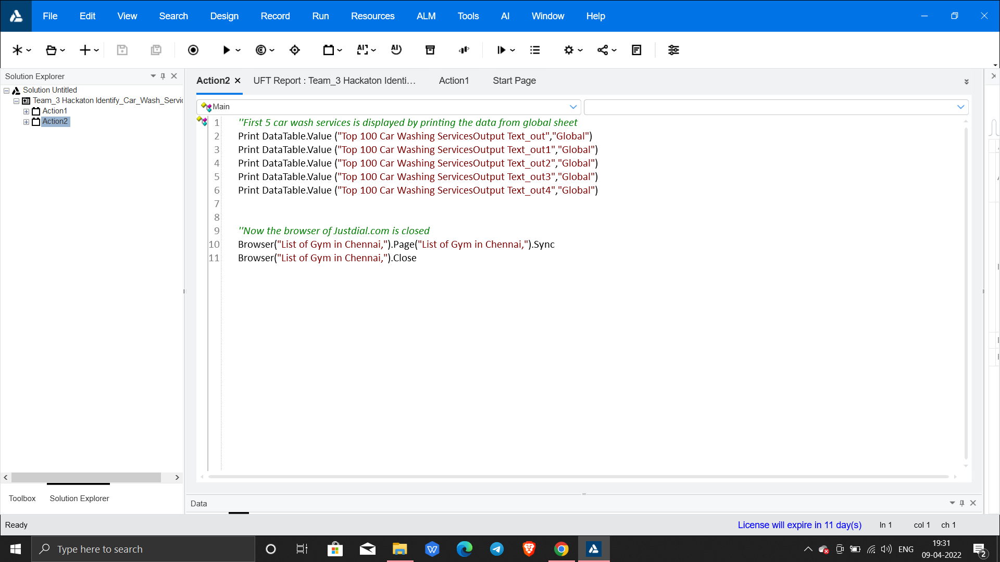 File Edit View Search Design Record Run Resources ALM Tools AI Window Help
Solution Explorer
Solution Untitled
Team_3 Hackaton Identify_Car_Wash_Servic
Action1
Action2
Toolbox Solution Explorer
Action2 UFT Report : Team_3 Hackaton Identi... Action1 Start Page
Main
1 ''First 5 car wash services is displayed by printing the data from global sheet
2 Print DataTable.Value ("Top 100 Car Washing ServicesOutput Text_out","Global")
3 Print DataTable.Value ("Top 100 Car Washing ServicesOutput Text_out1","Global")
4 Print DataTable.Value ("Top 100 Car Washing ServicesOutput Text_out2","Global")
5 Print DataTable.Value ("Top 100 Car Washing ServicesOutput Text_out3","Global")
6 Print DataTable.Value ("Top 100 Car Washing ServicesOutput Text_out4","Global")
7
8
9 ''Now the browser of Justdial.com is closed
10 Browser("List of Gym in Chennai,").Page("List of Gym in Chennai,").Sync
11 Browser("List of Gym in Chennai,").Close
Data
Ready License will expire in 11 day(s) ln 1 col 1 ch 1
Type here to search ENG 19:31
09-04-2022 2